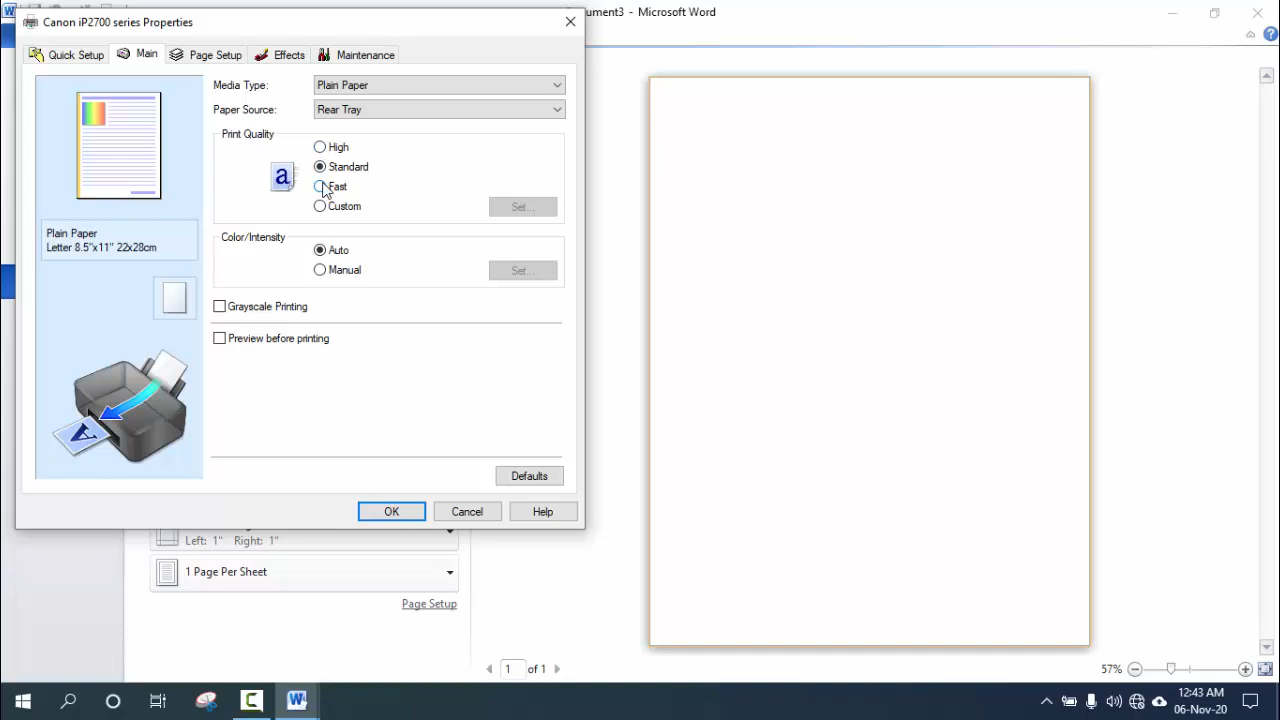 Canon iP2700 series Properties
ument3 - Microsoft Word
Quick Setup Main Page Setup Effects Maintenance
Media Type: Plain Paper
Paper Source: Rear Tray
Print Quality
High
Standard
Fast
Custom Set...
Plain Paper
Letter 8.5"x11" 22x28cm
Color/Intensity
Auto
Manual Set...
Grayscale Printing
Preview before printing
Defaults
OK Cancel Help
Left: 1" Right: 1"
1 Page Per Sheet
Page Setup
1 of 1
57%
12:43 AM
06-Nov-20